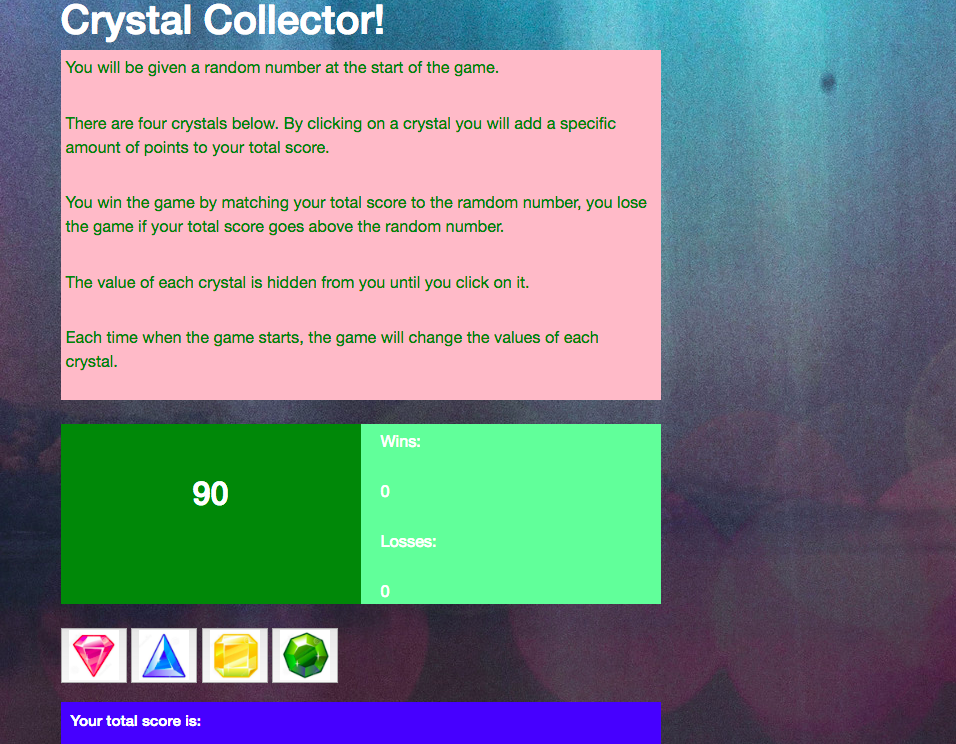 Crystal Collector!
You will be given a random number at the start of the game.
There are four crystals below. By clicking on a crystal you will add a specific
amount of points to your total score.
You win the game by matching your total score to the ramdom number, you lose
the game if your total score goes above the random number.
The value of each crystal is hidden from you until you click on it.
Each time when the game starts, the game will change the values of each
crystal.
90
Wins:
0
Losses:
0
Your total score is: